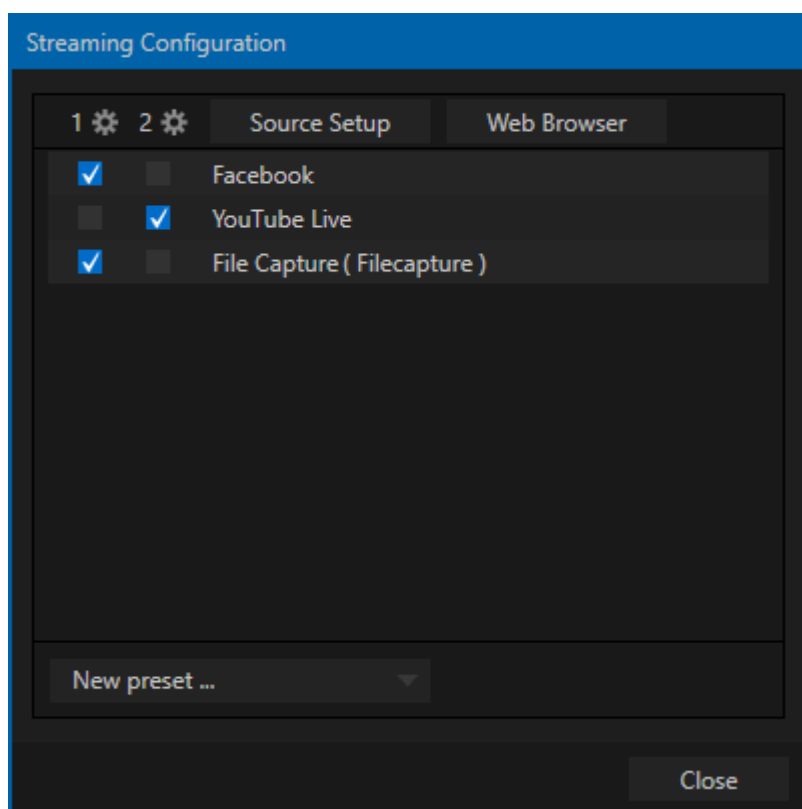 Streaming Configuration
1 2 Source Setup Web Browser
Facebook
YouTube Live
File Capture ( Filecapture )
New preset ...
Close